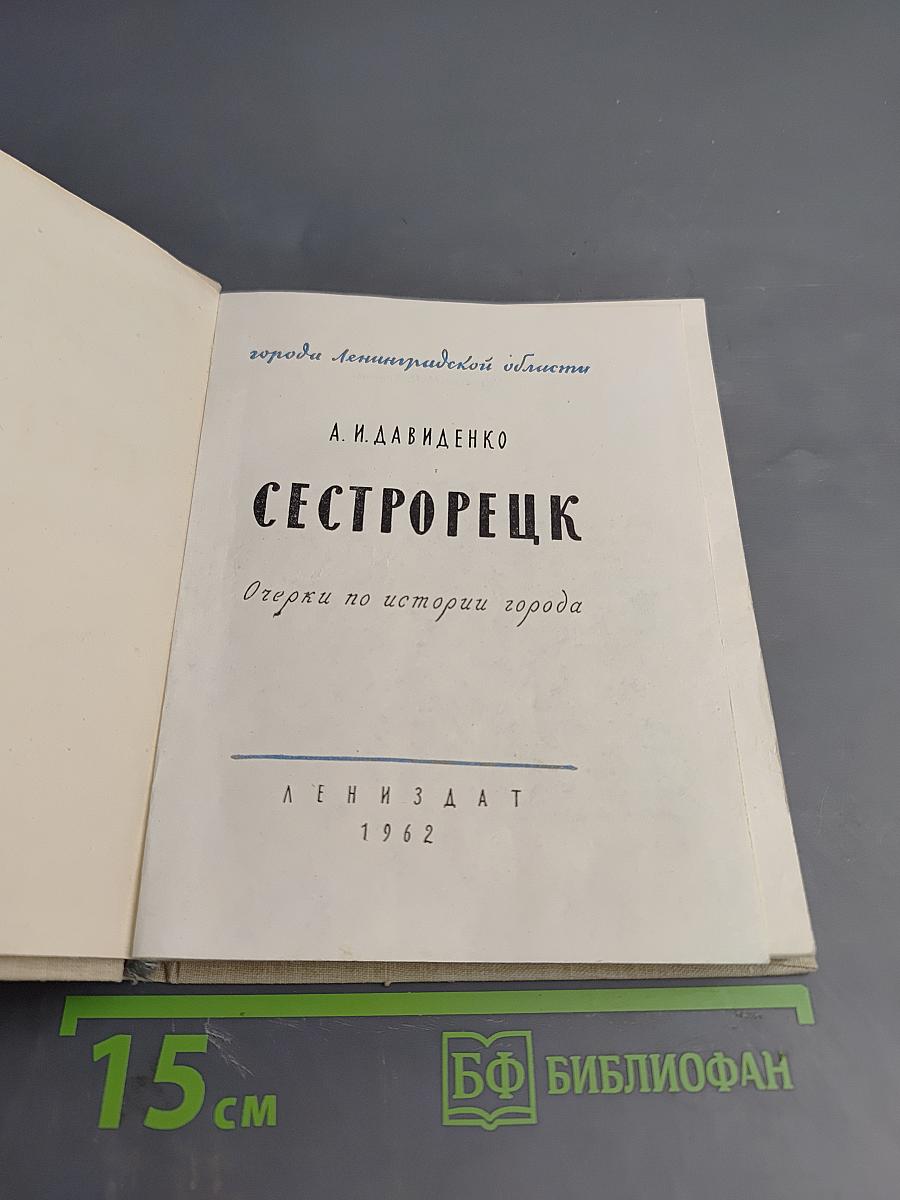 города Ленинградской области
А. И. ДАВИДЕНКО
СЕСТРОРЕЦК
Очерки по истории города
ЛЕНИЗДАТ
1962
15 см
БФ БИБЛИОФАН